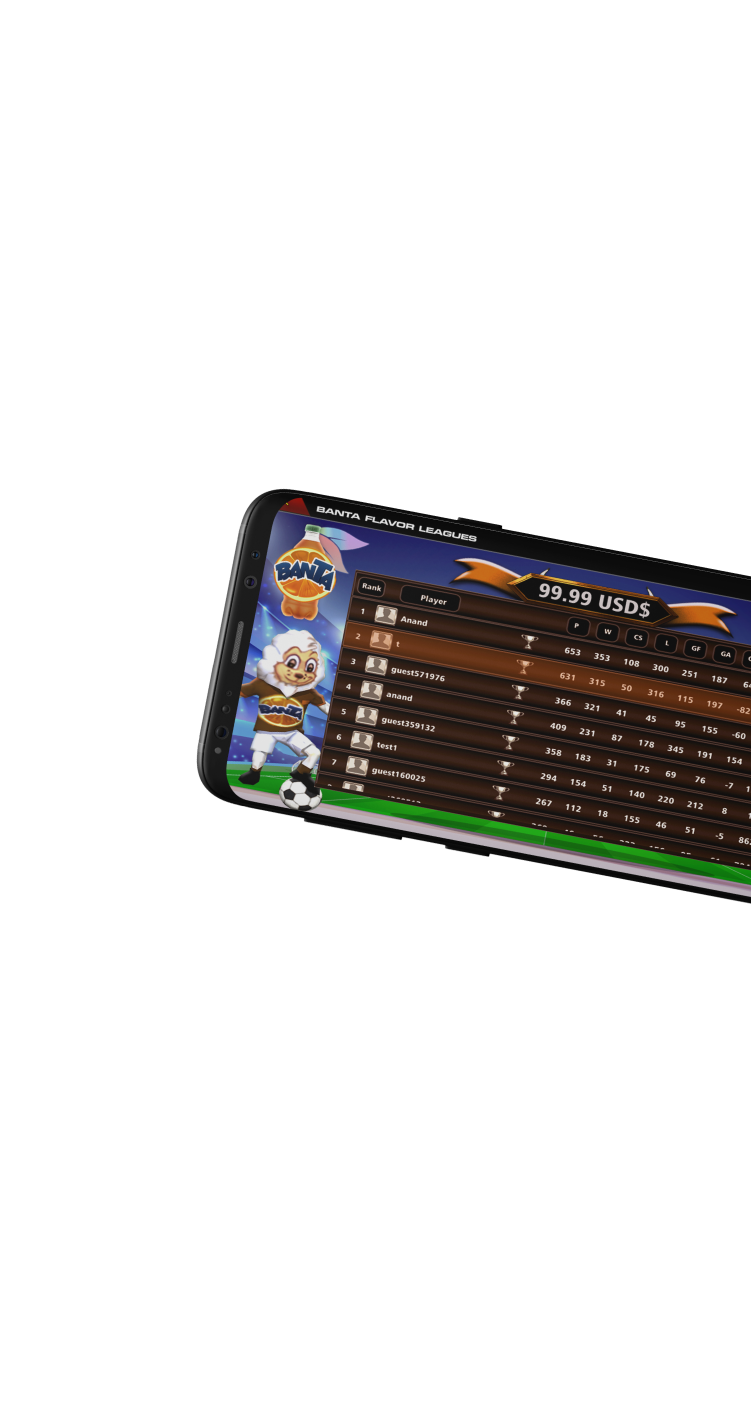 BANTA FLAVOR LEAGUES
BANTA
99.99 USD$
Rank Player P W CS L GF GA
1 Anand 653 353 108 300 251 187
2 t 631 315 50 316 115 197 -82
3 guest571976 366 321 41 45 95 155 -60
4 anand 409 231 87 178 345 191 154
5 guest359132 358 183 31 175 69 76 -7
6 test1 294 154 51 140 220 212 8
7 guest160025 267 112 18 155 46 51 -5
BANTA